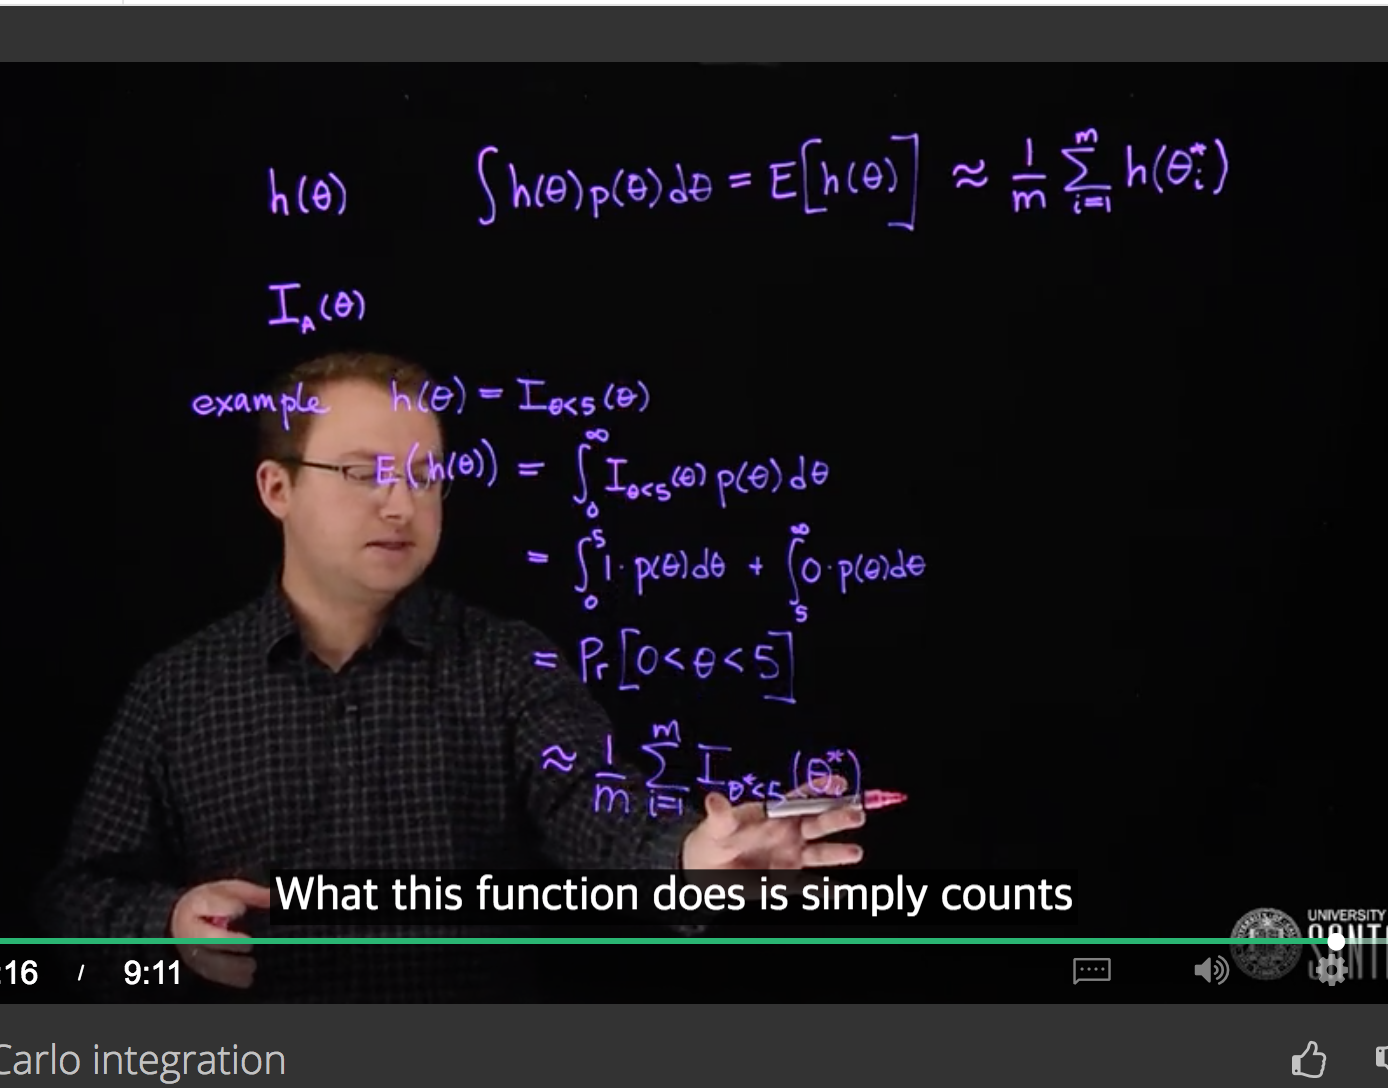 h(θ) ∫h(θ)p(θ)dθ = E[h(θ)] ≈ 1/m ∑_{i=1}^{m} h(θ_i^*)
I_A(θ)
example h(θ) = I_{θ<5}(θ)
E(h(θ)) = ∫_0^∞ I_{θ<5}(θ) p(θ)dθ
= ∫_0^5 1·p(θ)dθ + ∫_5^∞ 0·p(θ)dθ
= Pr[0<θ<5]
≈ 1/m ∑_{i=1}^{m} I_{θ^*<5}(θ_i^*)
What this function does is simply counts
UNIVERSITY
:16 / 9:11
Carlo integration